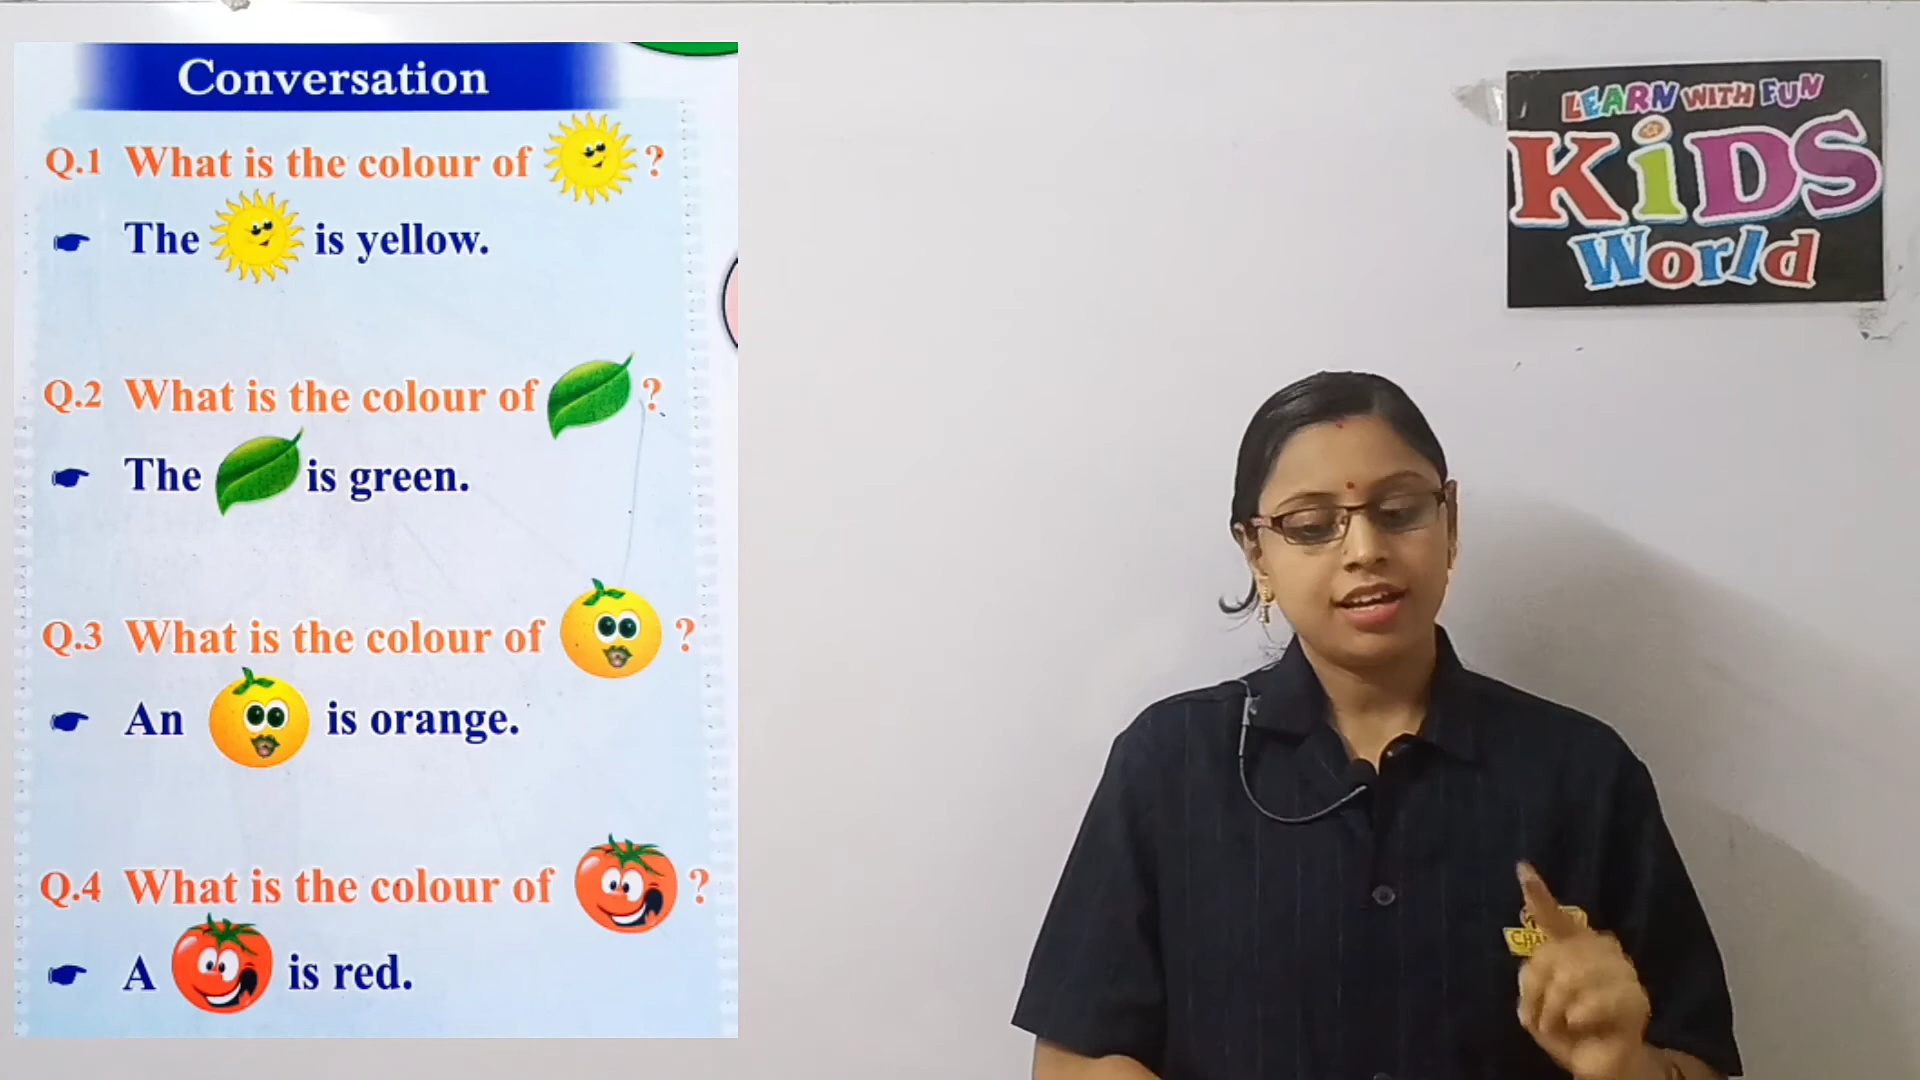 Conversation
Q.1 What is the colour of ?
The is yellow.
Q.2 What is the colour of ?
The is green.
Q.3 What is the colour of ?
An is orange.
Q.4 What is the colour of ?
A is red.
LEARN WITH FUN
KiDS
World